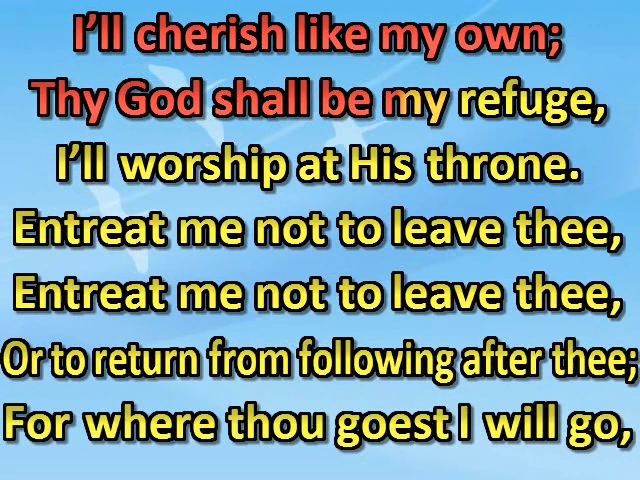 I'll cherish like my own;
Thy God shall be my refuge,
I'll worship at His throne.
Entreat me not to leave thee,
Entreat me not to leave thee,
Or to return from following after thee;
For where thou goest I will go,